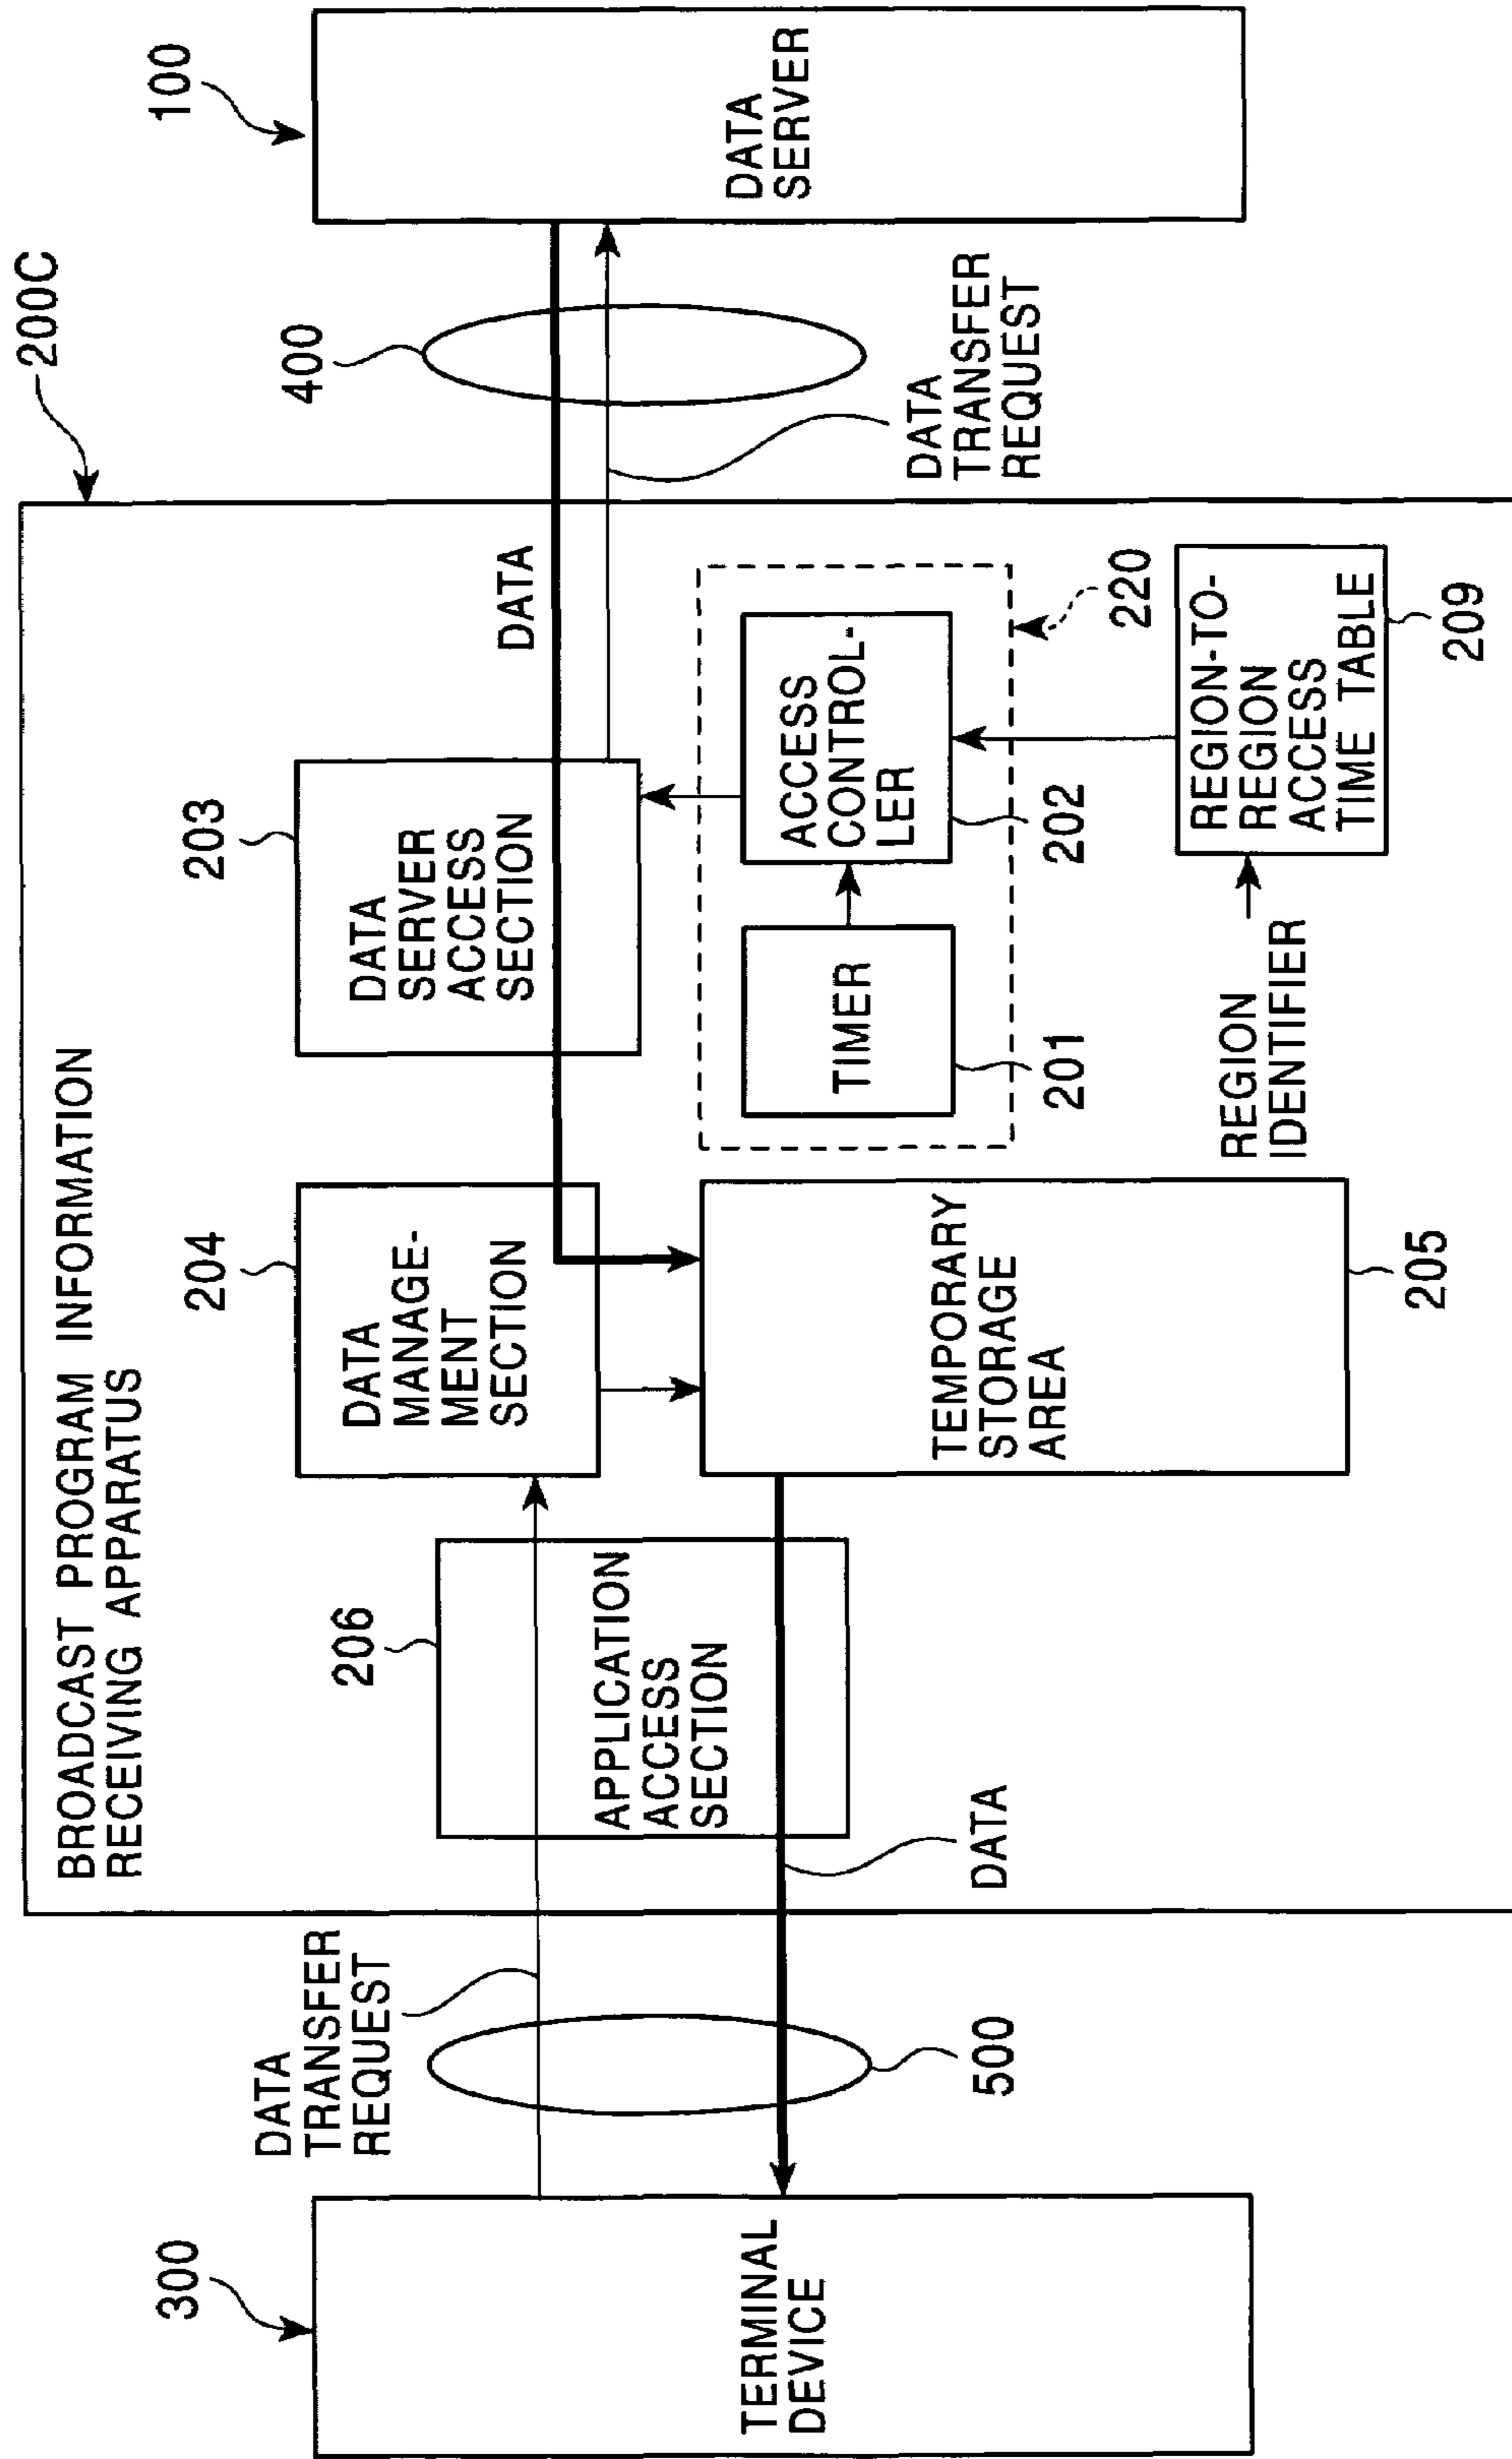 200C
100
BROADCAST PROGRAM INFORMATION
RECEIVING APPARATUS
300
TERMINAL
DEVICE
DATA
TRANSFER
REQUEST
500
206
APPLICATION
ACCESS
SECTION
DATA
204
DATA
MANAGE-
MENT
SECTION
TEMPORARY
STORAGE
AREA
205
203
DATA
SERVER
ACCESS
SECTION
DATA
TIMER
201
ACCESS
CONTROL-
LER
202
220
REGION
IDENTIFIER
REGION-TO-
REGION
ACCESS
TIME TABLE
209
400
DATA
TRANSFER
REQUEST
DATA
SERVER